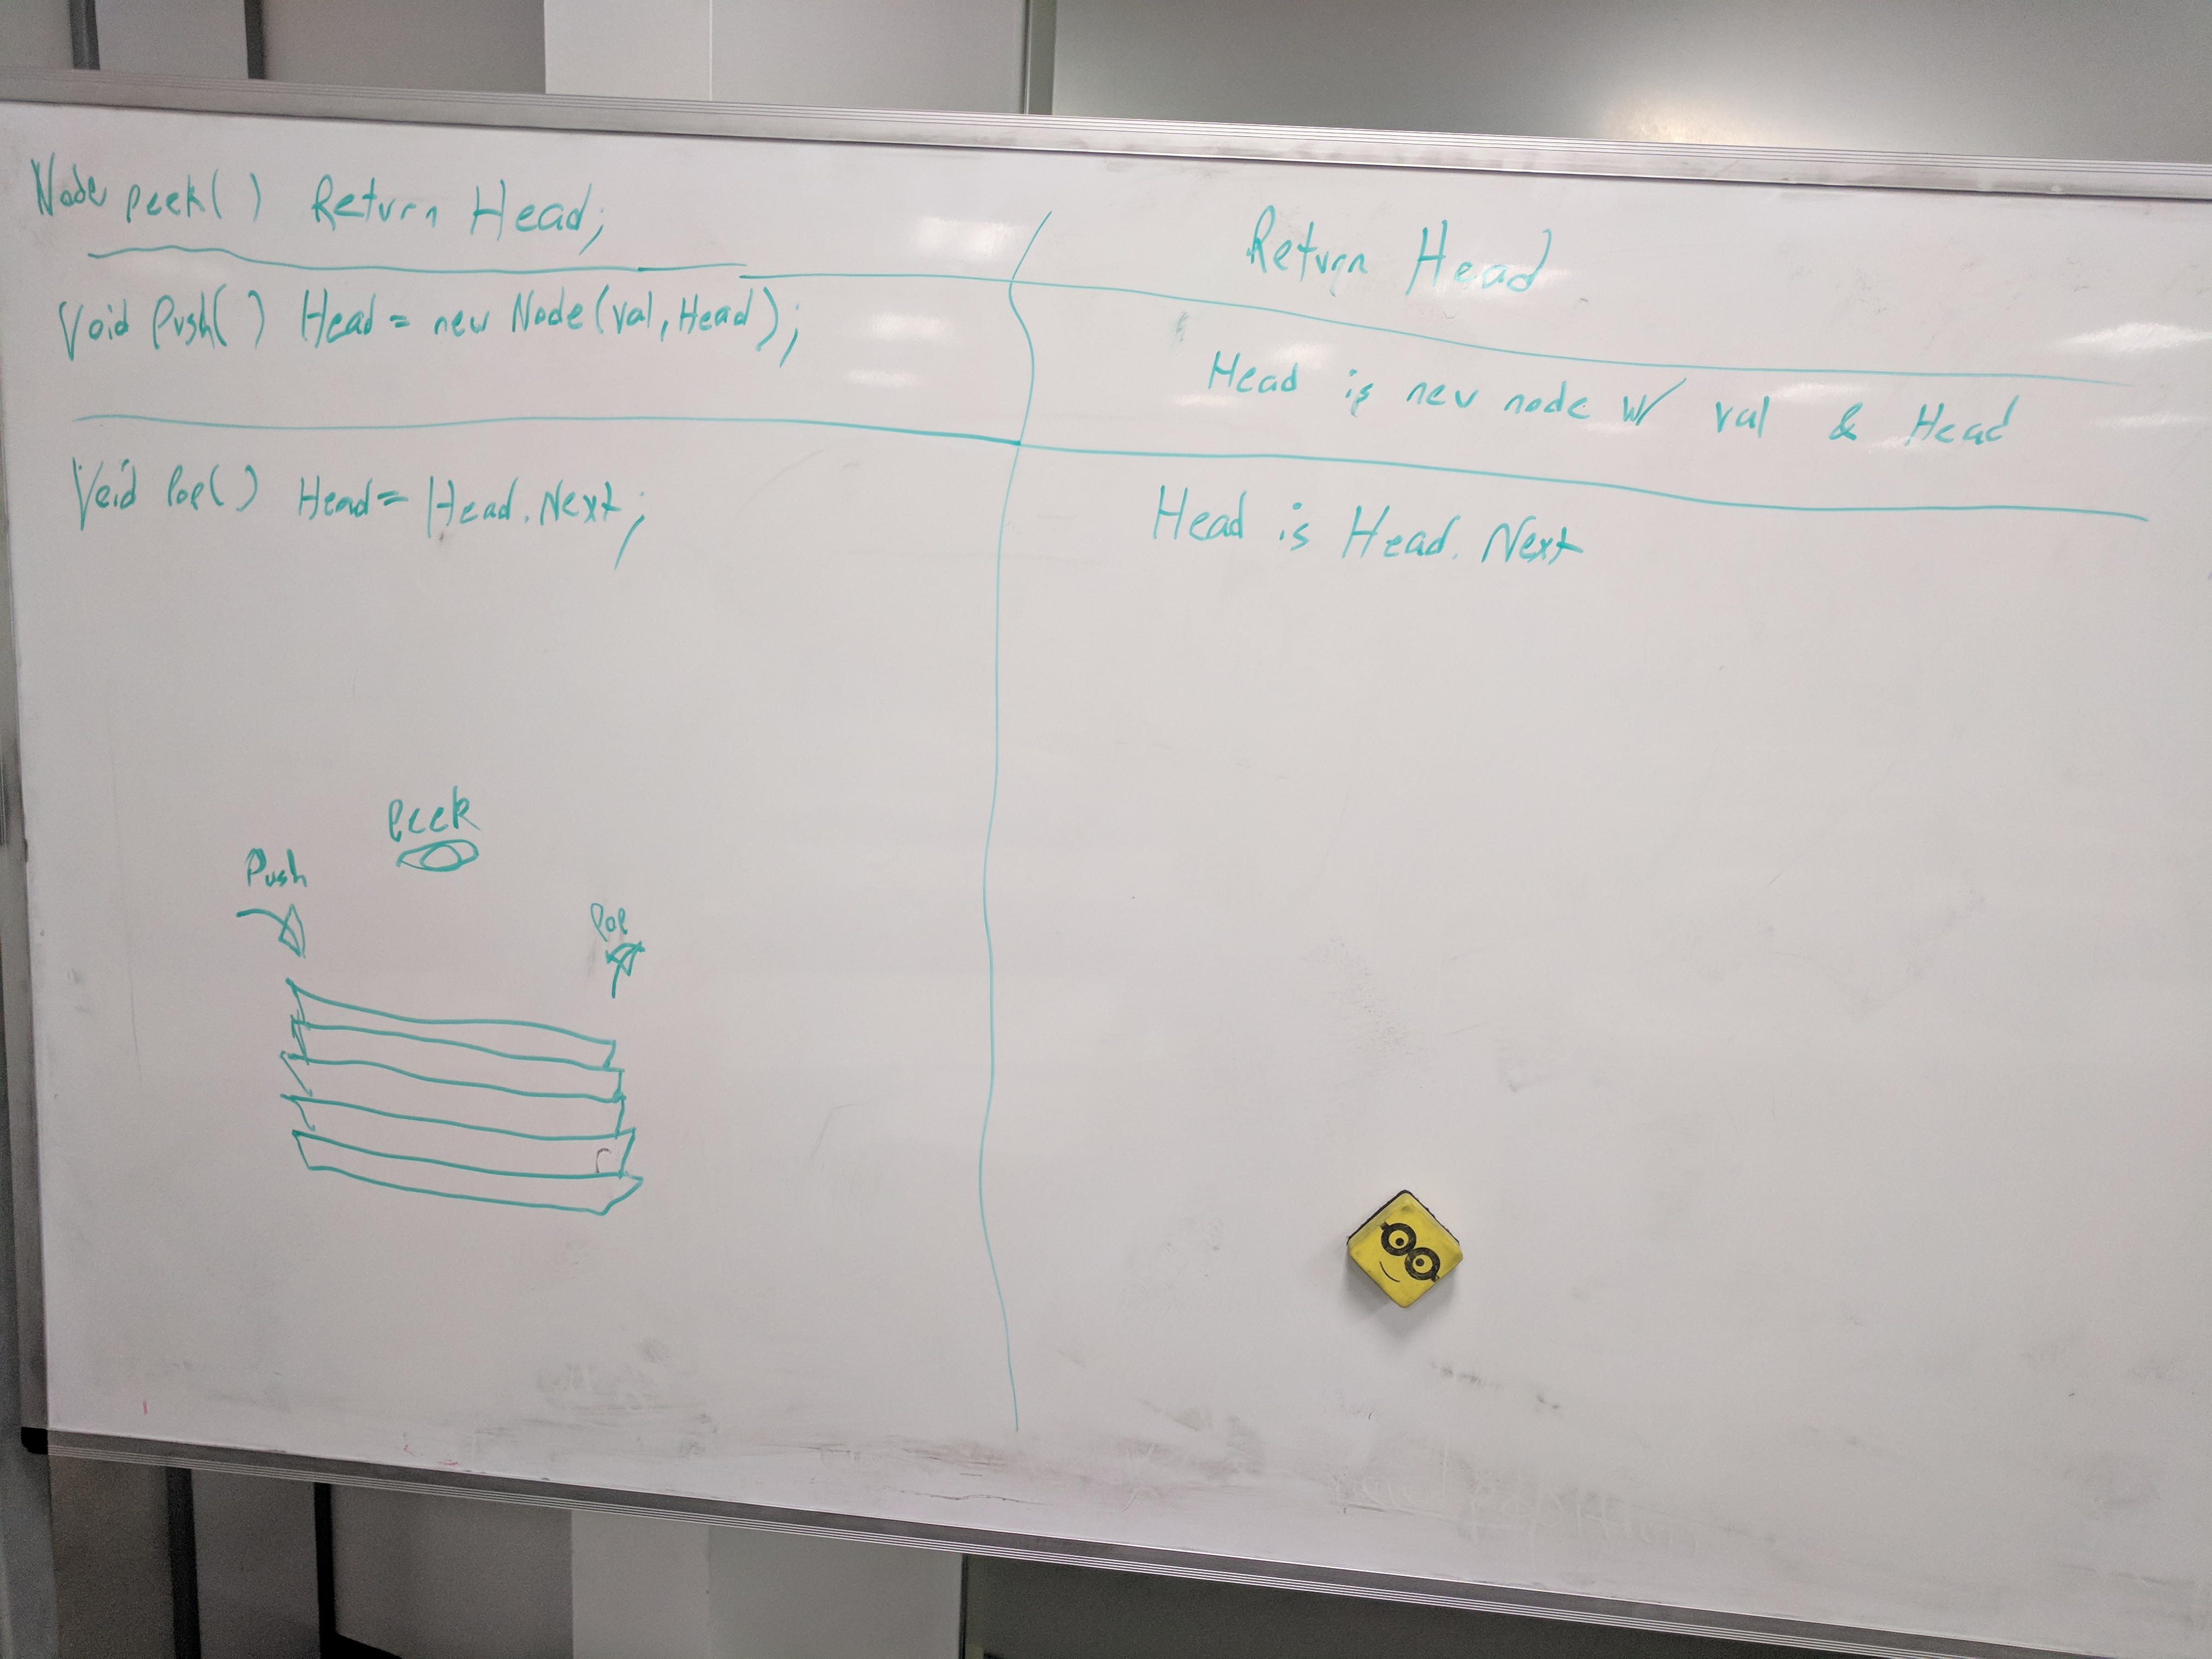 Node peek( ) Return Head;
Return Head
Void Push( ) Head = new Node(val, Head);
Head is new node w/ val & Head
Void Pop( ) Head = Head.Next;
Head is Head. Next
Peek
Push
Pop